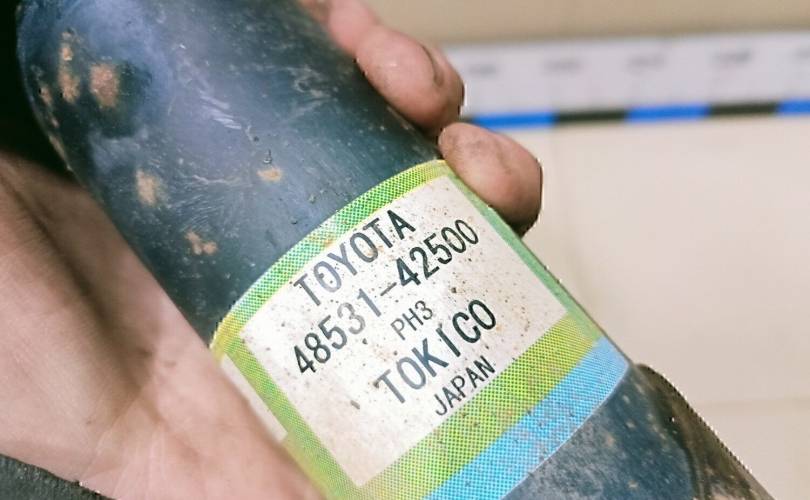 TOYOTA
48531-42500
PH3
TOKICO
JAPAN